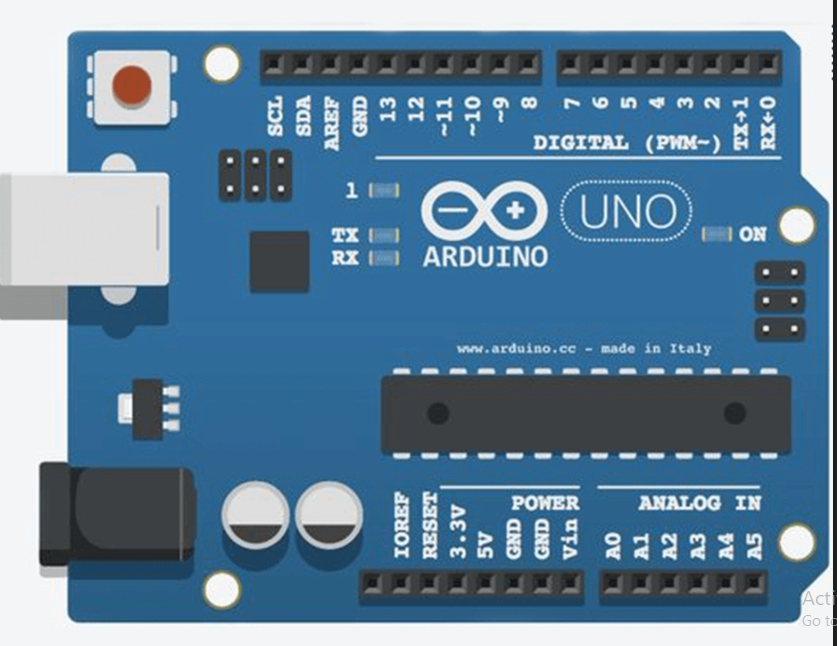 SCL SDA AREF GND 13 12 ~11 ~10 ~9 8 7 6 5 4 3 2 TX→1 RX←0
DIGITAL (PWM~)
1
TX
RX
ARDUINO
UNO
ON
www.arduino.cc - made in Italy
POWER
ANALOG IN
IOREF RESET 3.3V 5V GND GND Vin A0 A1 A2 A3 A4 A5
Go to